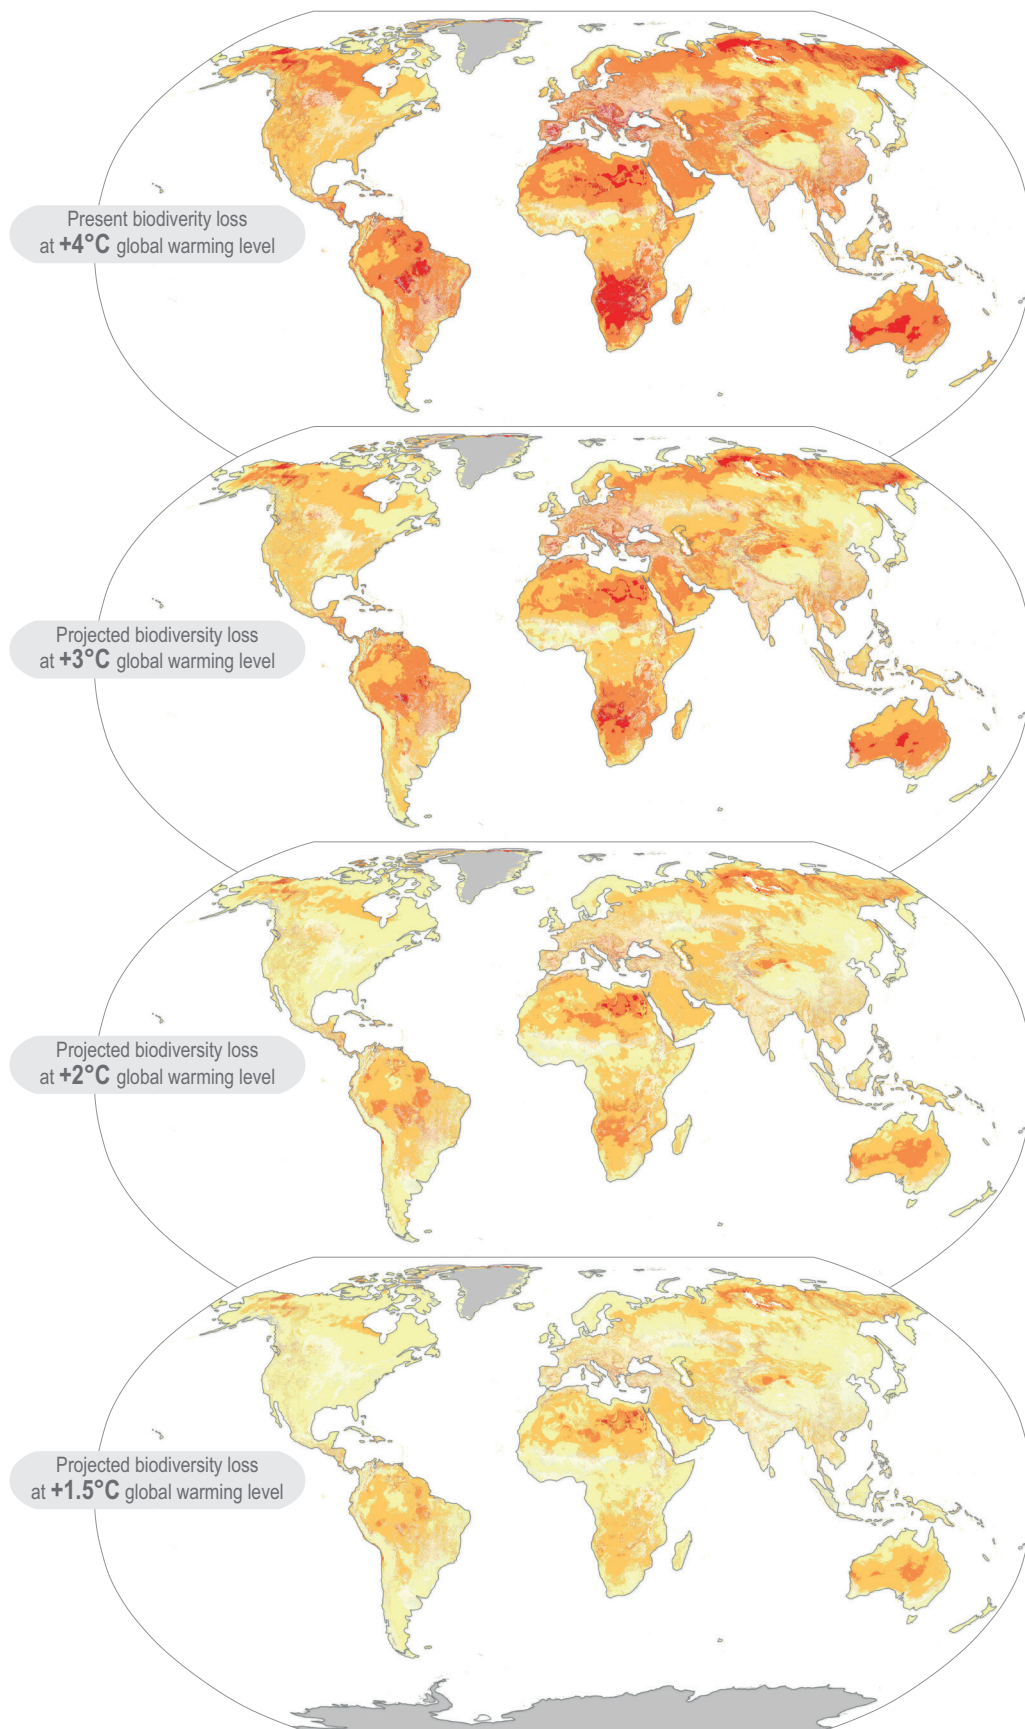 Present biodiverity loss
at +4°C global warming level
Projected biodiversity loss
at +3°C global warming level
Projected biodiversity loss
at +2°C global warming level
Projected biodiversity loss
at +1.5°C global warming level